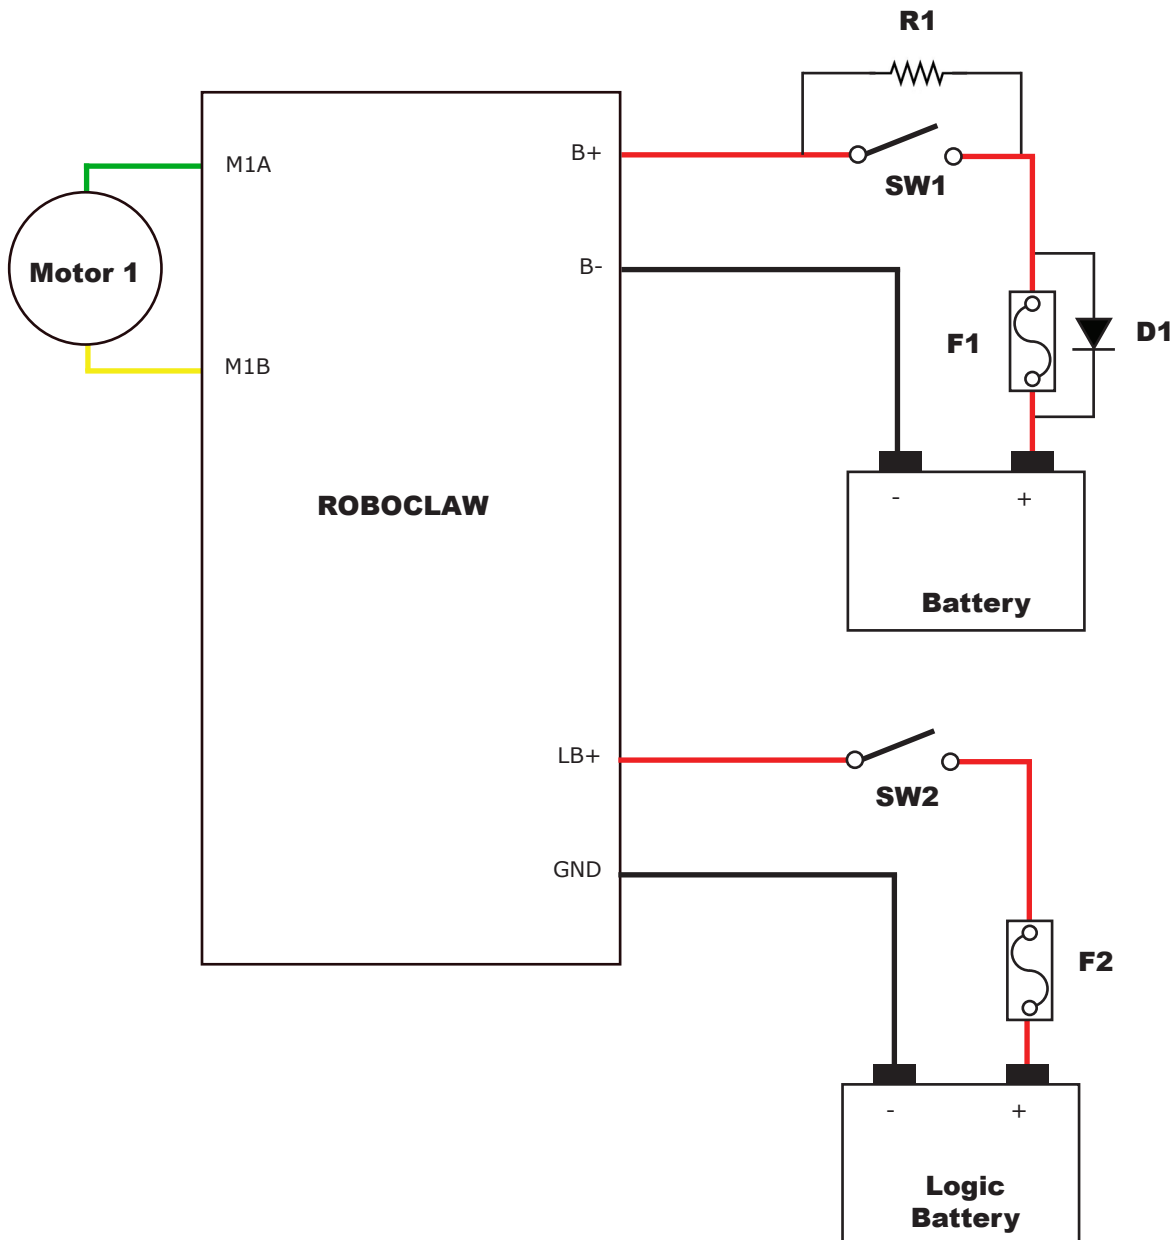 R1
M1A
B+
SW1
B-
Motor 1
F1
D1
M1B
ROBOCLAW
- +
Battery
LB+
SW2
GND
F2
- +
Logic
Battery